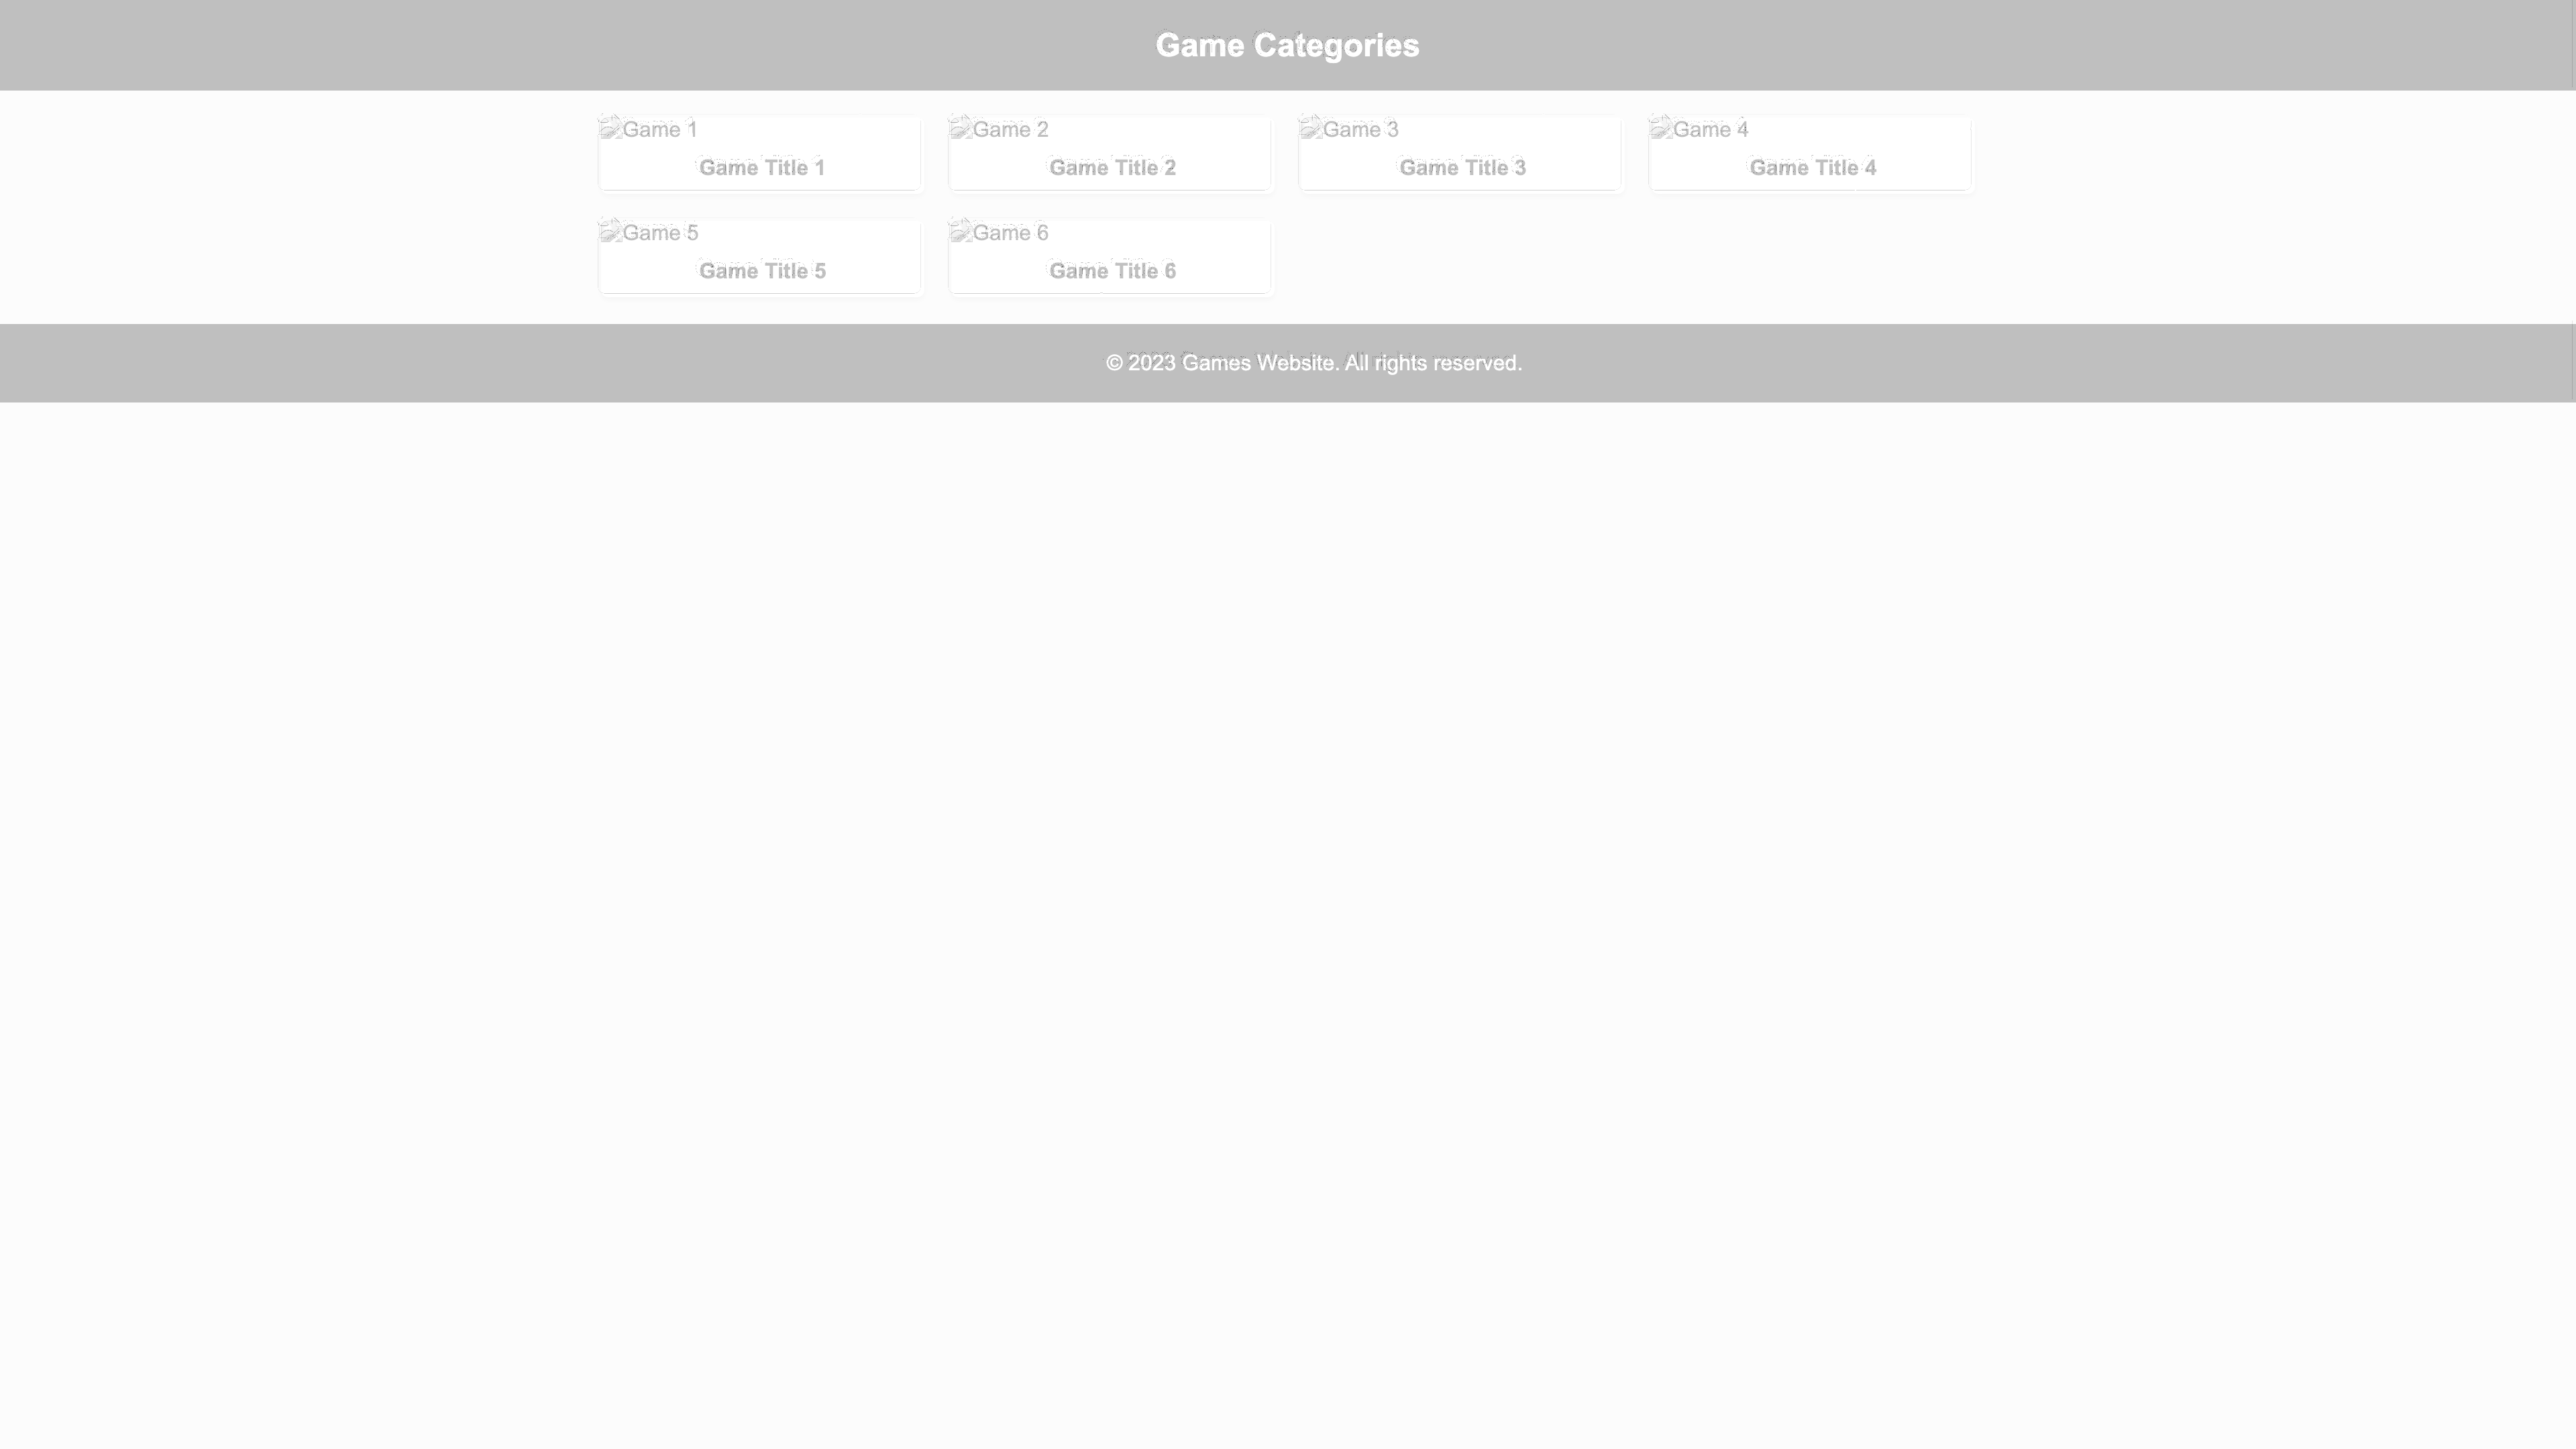 Game Categories
Game 1
Game Title 1
Game 2
Game Title 2
Game 3
Game Title 3
Game 4
Game Title 4
Game 5
Game Title 5
Game 6
Game Title 6
© 2023 Games Website. All rights reserved.